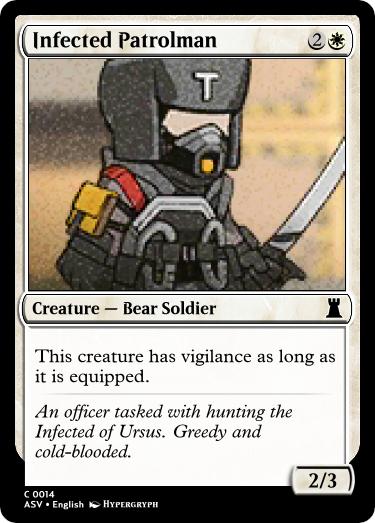 Infected Patrolman 2
T
Creature — Bear Soldier
This creature has vigilance as long as
it is equipped.
An officer tasked with hunting the
Infected of Ursus. Greedy and
cold-blooded.
2/3
C 0014
ASV • English HYPERGRYPH